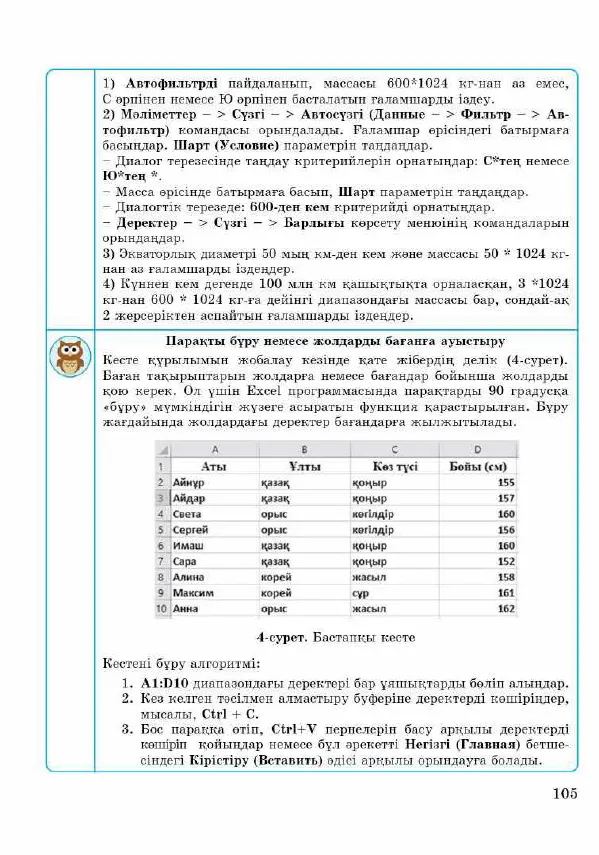 1) Автофильтрді пайдаланып, массасы 600*1024 кг-нан аз емес,
С әрпінен немесе Ю әрпінен басталатын ғаламшарды іздеу.
2) Мәліметтер − > Сүзгі − > Автосүзгі (Данные − > Фильтр − > Ав-
тофильтр) командасы орындалады. Ғаламшар өрісіндегі батырмаға
басыңдар. Шарт (Условие) параметрін таңдаңдар.
− Диалог терезесінде таңдау критерийлерін орнатыңдар: С*тең немесе
Ю*тең *.
− Масса өрісінде батырмаға басып, Шарт параметрін таңдаңдар.
− Диалогтік терезеде: 600-ден кем критерийді орнатыңдар.
− Деректер − > Сүзгі − > Барлығы көрсету менюінің командаларын
орындаңдар.
3) Экваторлық диаметрі 50 мың км-ден кем және массасы 50 * 1024 кг-
нан аз ғаламшарды іздеңдер.
4) Күннен кем дегенде 100 млн км қашықтықта орналасқан, 3 *1024
кг-нан 600 * 1024 кг-ға дейінгі диапазондағы массасы бар, сондай-ақ
2 жерсеріктен аспайтын ғаламшарды іздеңдер.
Парақты бұру немесе жолдарды бағанға ауыстыру
Кесте құрылымын жобалау кезінде қате жібердің делік (4-сурет).
Баған тақырыптарын жолдарға немесе бағандар бойынша жолдарды
қою керек. Ол үшін Excel программасында парақтарды 90 градусқа
«бұру» мүмкіндігін жүзеге асыратын функция қарастырылған. Бұру
жағдайында жолдардағы деректер бағандарға жылжытылады.
A B C D
1 Аты Ұлты Көз түсі Бойы (см)
2 Айнұр қазақ қоңыр 155
3 Айдар қазақ қоңыр 157
4 Света орыс көгілдір 160
5 Сергей орыс көгілдір 156
6 Имаш қазақ қоңыр 160
7 Сара қазақ қоңыр 152
8 Алина корей жасыл 158
9 Максим корей сұр 161
10 Анна орыс жасыл 162
4-сурет. Бастапқы кесте
Кестені бұру алгоритмі:
1. A1:D10 диапазондағы деректері бар ұяшықтарды бөліп алыңдар.
2. Кез келген тәсілмен алмастыру буферіне деректерді көшіріңдер,
мысалы, Ctrl + C.
3. Бос параққа өтіп, Ctrl+V пернелерін басу арқылы деректерді
көшіріп қойыңдар немесе бұл әрекетті Негізгі (Главная) бетше-
сіндегі Кірістіру (Вставить) әдісі арқылы орындауға болады.
105